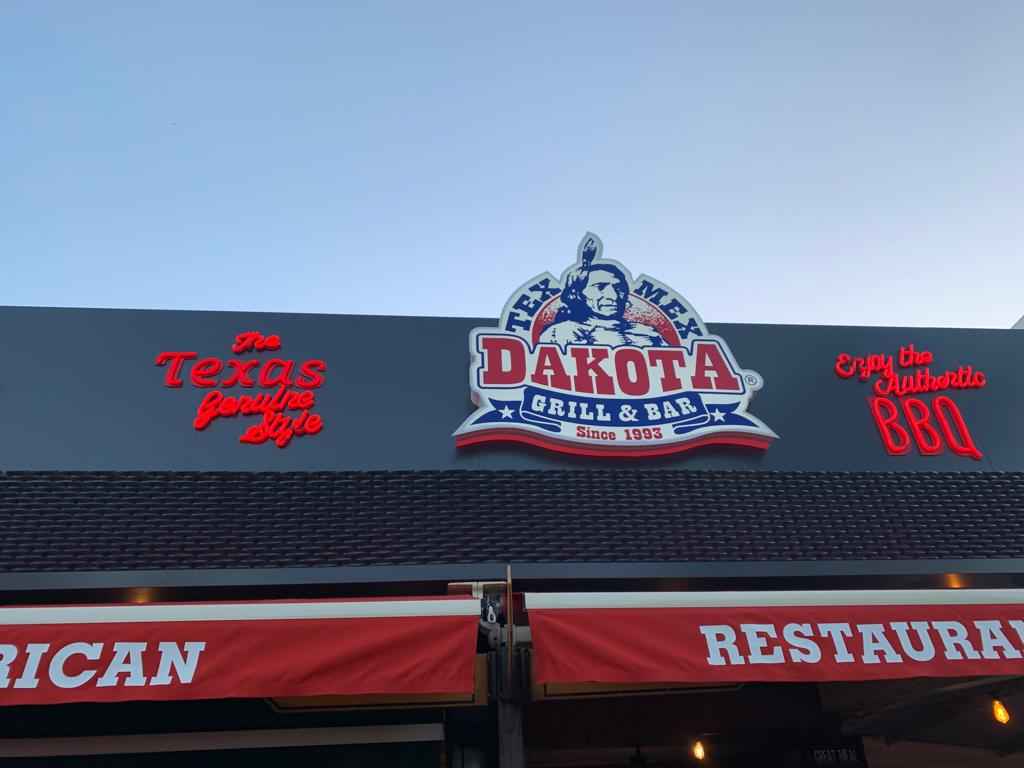 TEX MEX
DAKOTA ®
GRILL & BAR
Since 1993
The
Texas
Genuine
Style
Enjoy the
Authentic
BBQ
RICAN
RESTAURA